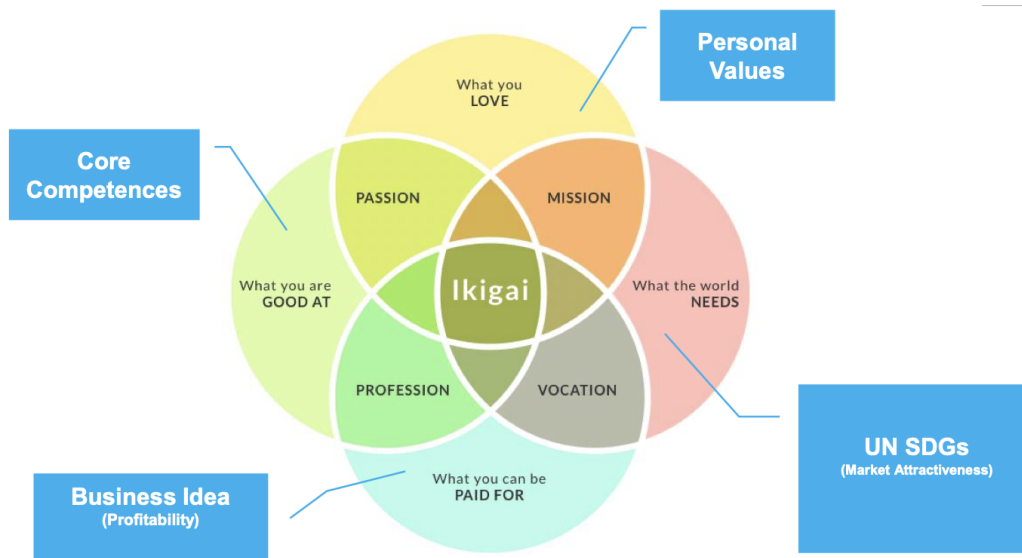 Personal
Values
What you
LOVE
Core
Competences
PASSION
MISSION
What you are
GOOD AT
Ikigai
What the world
NEEDS
PROFESSION
VOCATION
UN SDGs
(Market Attractiveness)
What you can be
PAID FOR
Business Idea
(Profitability)